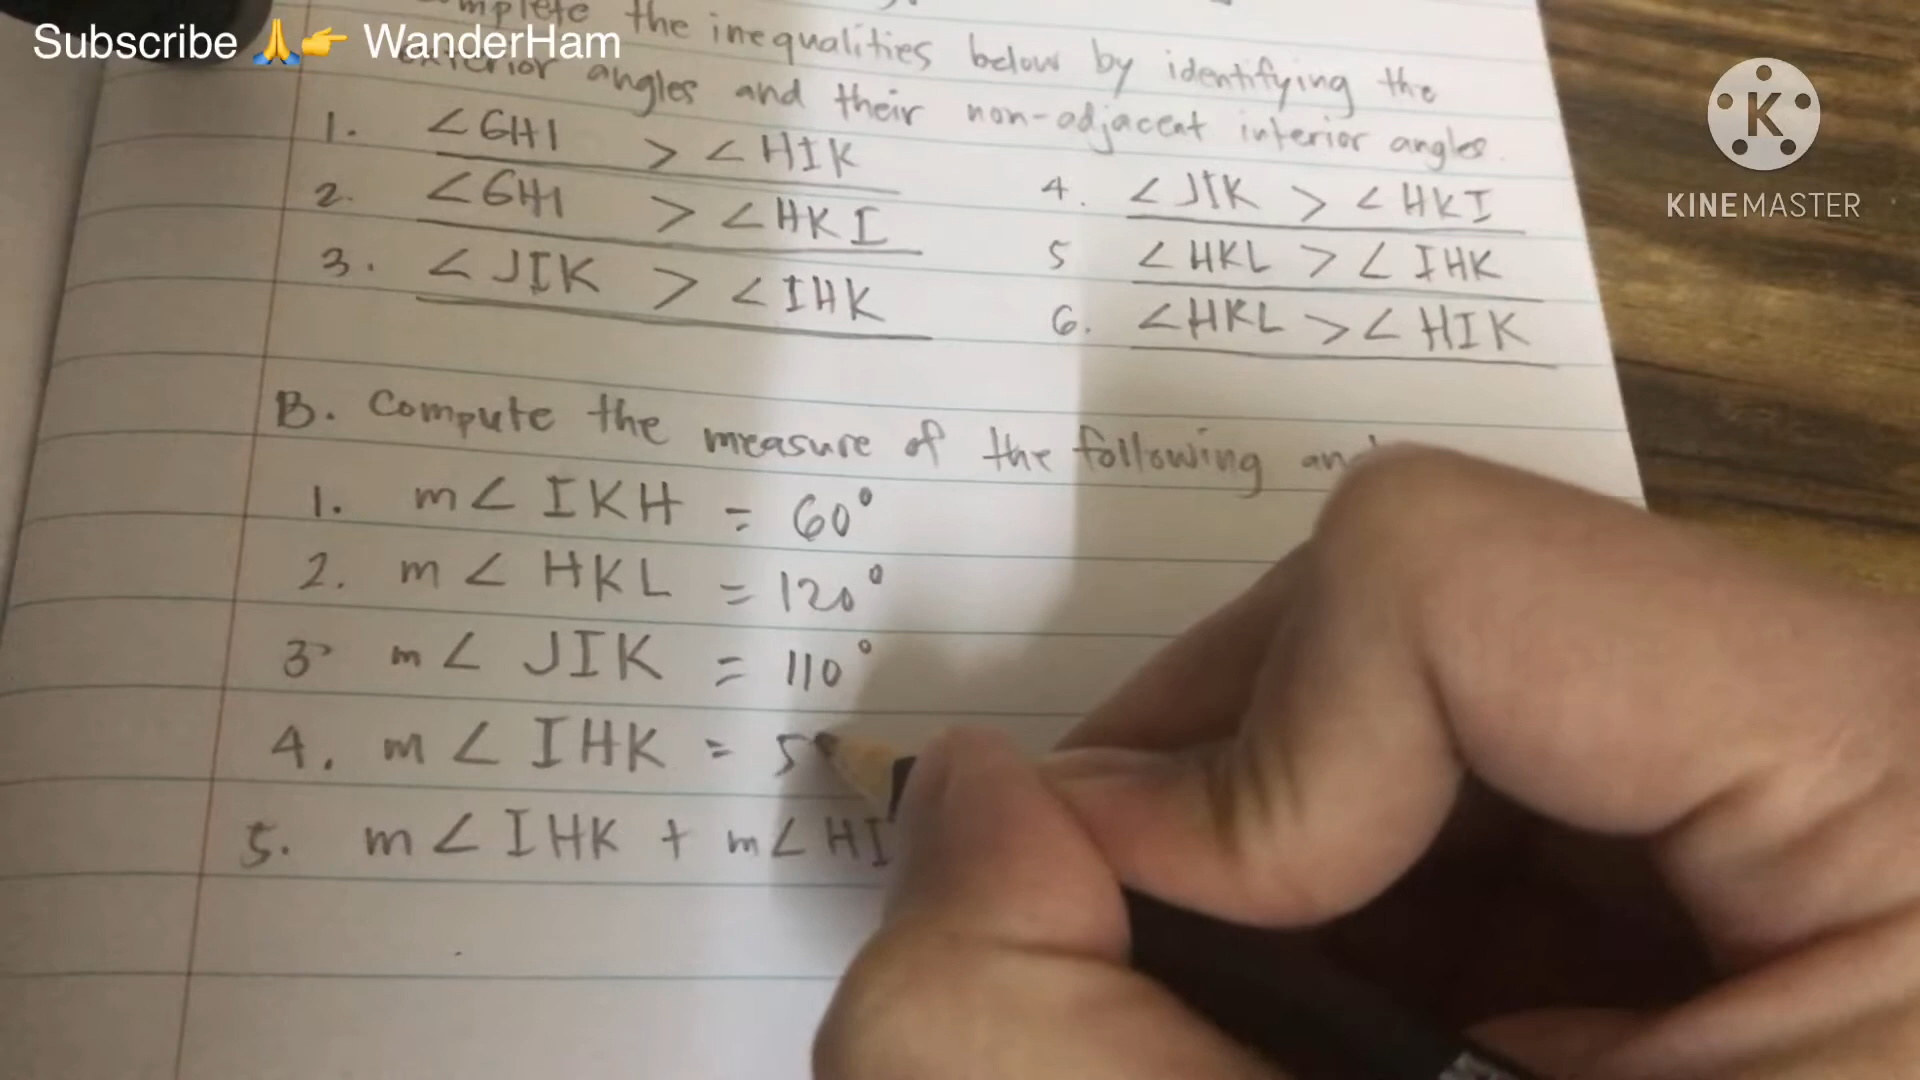 Subscribe 🙏👉 WanderHam
K
KINEMASTER
the inequalities below by identifying the
exterior angles and their non-adjacent interior angles.
1. ∠GHI > ∠HIK
2. ∠GHI > ∠HKI
3. ∠JIK > ∠IHK
4. ∠JIK > ∠HKI
5 ∠HKL > ∠IHK
6. ∠HKL > ∠HIK
B. Compute the measure of the following
1. m∠IKH = 60°
2. m∠HKL = 120°
3 m∠JIK = 110°
4. m∠IHK = 5
5. m∠IHK + m∠HI